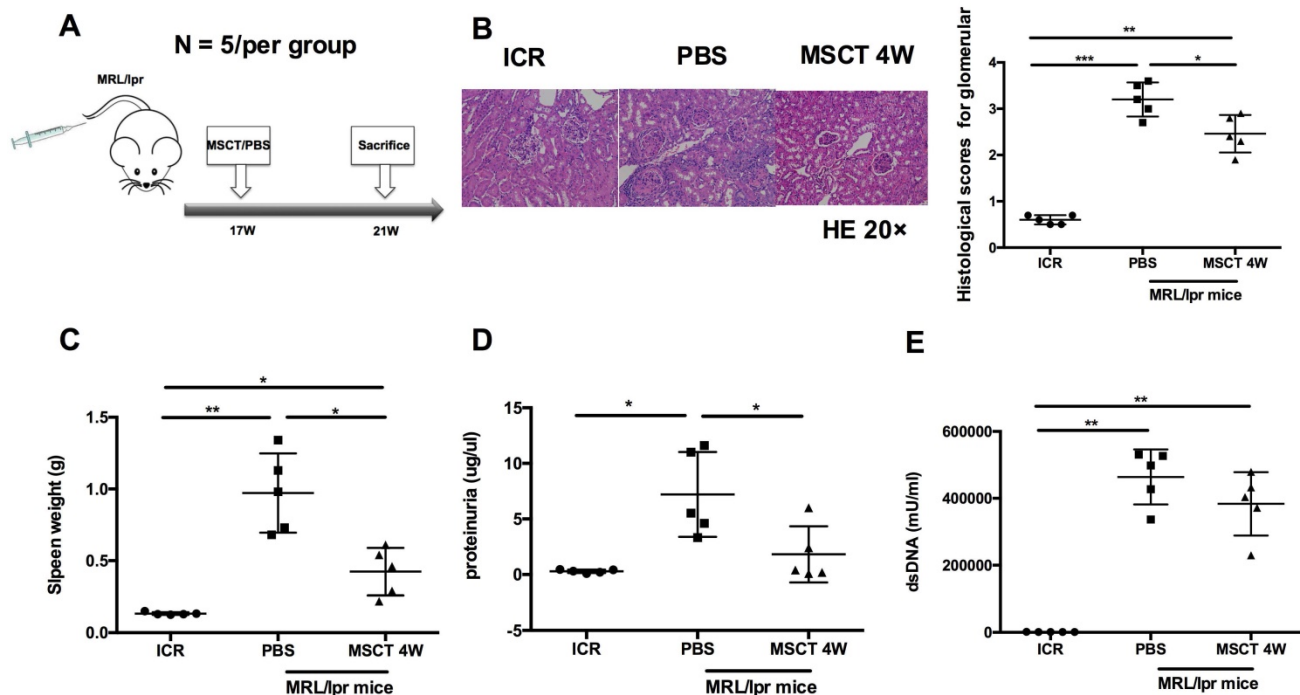 A
N = 5/per group
MRL/lpr
MSCT/PBS
Sacrifice
17W
21W
B
ICR
PBS
MSCT 4W
HE 20×
Histological scores for glomerular
4
3
2
1
0
**
***
*
ICR
PBS
MSCT 4W
MRL/lpr mice
C
Slpeen weight (g)
1.5
1.0
0.5
0.0
*
**
*
ICR
PBS
MSCT 4W
MRL/lpr mice
D
proteinuria (ug/ul)
15
10
5
0
-5
*
*
ICR
PBS
MSCT 4W
MRL/lpr mice
E
dsDNA (mU/ml)
600000
400000
200000
0
**
**
ICR
PBS
MSCT 4W
MRL/lpr mice